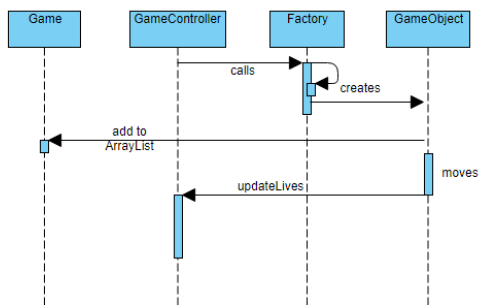 Game
GameController
Factory
GameObject
calls
creates
add to
ArrayList
moves
updateLives